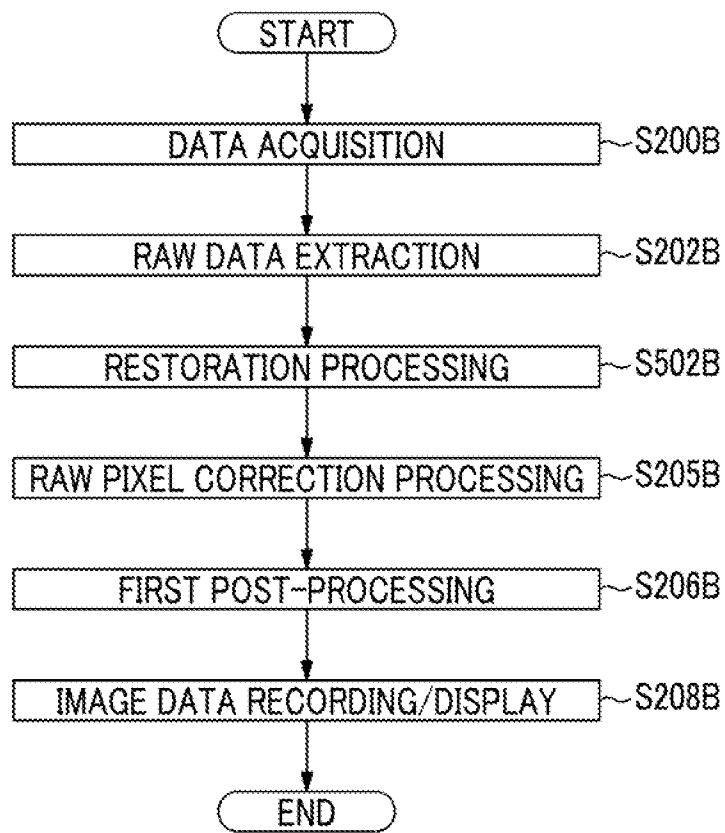 START
DATA ACQUISITION S200B
RAW DATA EXTRACTION S202B
RESTORATION PROCESSING S502B
RAW PIXEL CORRECTION PROCESSING S205B
FIRST POST-PROCESSING S206B
IMAGE DATA RECORDING/DISPLAY S208B
END